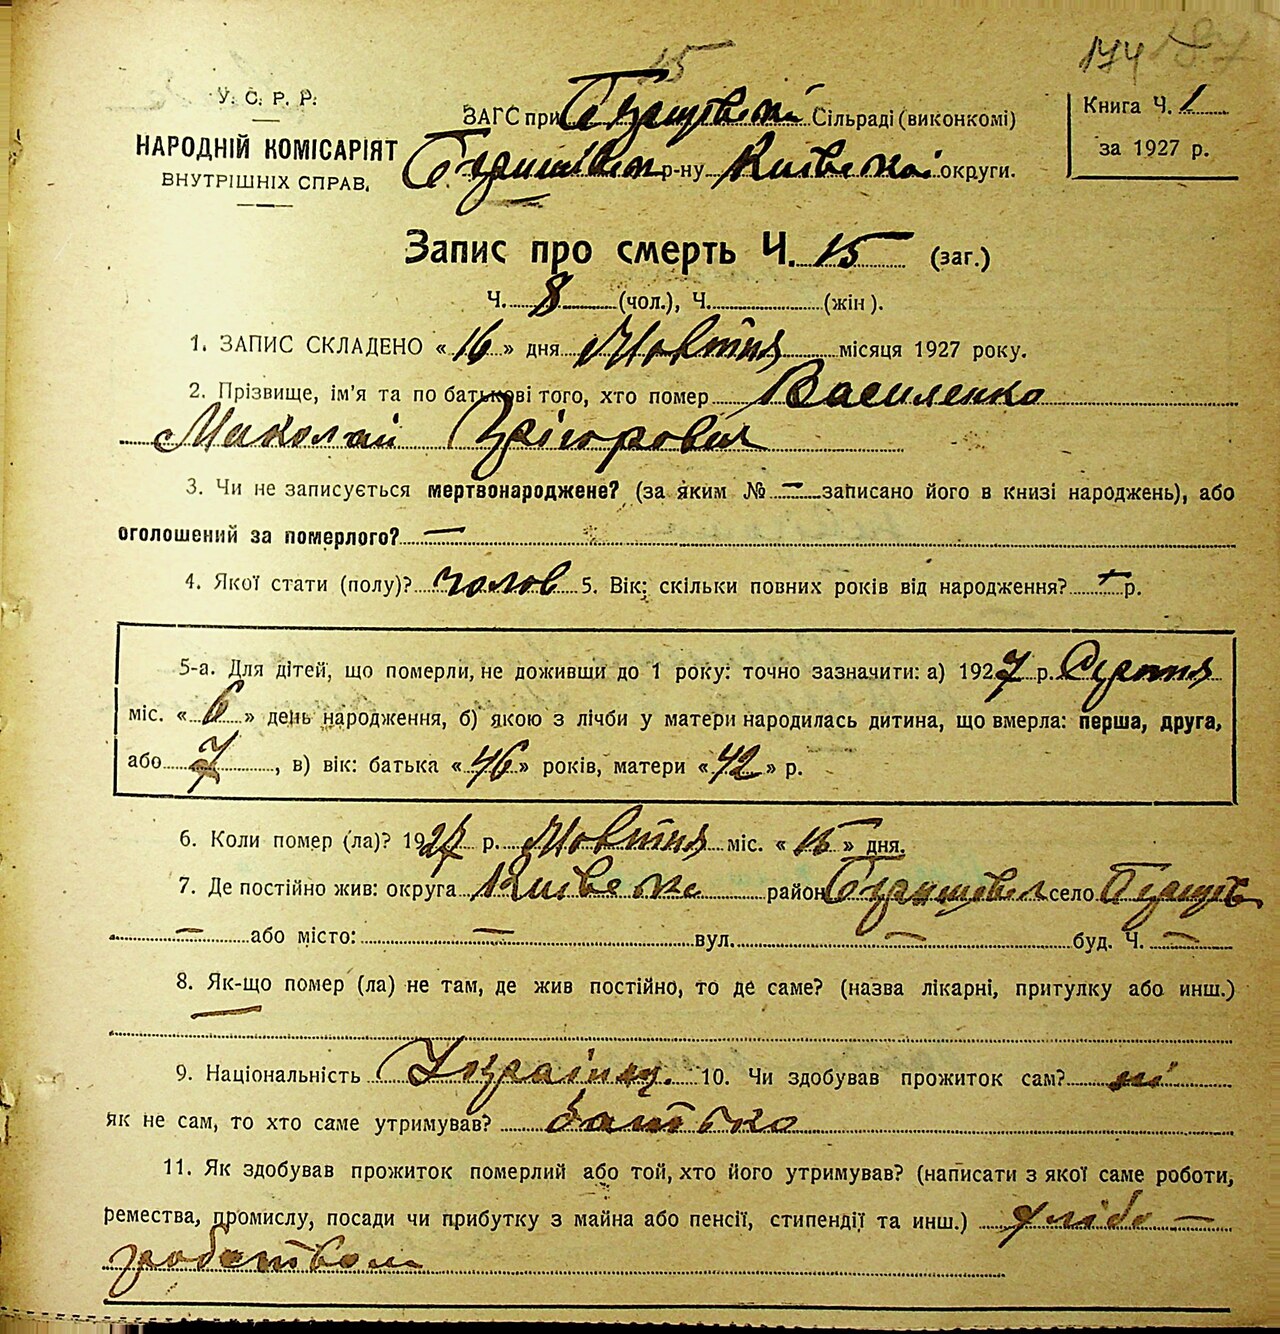 15
174 187
У. С. Р. Р.
НАРОДНІЙ КОМІСАРІЯТ
ВНУТРІШНІХ СПРАВ.
ЗАГС при Сільраді (виконкомі)
р-ну Київської округи.
Книга Ч. 1
за 1927 р.
Запис про смерть Ч. 15 (заг.)
Ч. 8 (чол.), Ч. (жін).
1. ЗАПИС СКЛАДЕНО « 16 » дня Жовтня місяця 1927 року.
2. Прізвище, ім'я та по батькові того, хто помер Василенко
Миколай Григорович
3. Чи не записується мертвонароджене? (за яким № — записано його в книзі народжень), або
оголошений за померлого? —
4. Якої стати (полу)? чолов 5. Вік: скільки повних років від народження? р.
5-а. Для дітей, що померли, не доживши до 1 року: точно зазначити: а) 1927 р. Серпня
міс. « 6 » день народження, б) якою з лічби у матери народилась дитина, що вмерла: перша, друга,
або 7, в) вік: батька « 46 » років, матери « 42 » р.
6. Коли помер (ла)? 1927 р. Жовтня міс. « 15 » дня.
7. Де постійно жив: округа район село
— або місто: — вул. — буд. Ч. —
8. Як-що помер (ла) не там, де жив постійно, то де саме? (назва лікарні, притулку або инш.)
—
9. Національність Українц. 10. Чи здобував прожиток сам? ні
як не сам, то хто саме утримував? батько
11. Як здобував прожиток померлий або той, хто його утримував? (написати з якої саме роботи,
ремества, промислу, посади чи прибутку з майна або пенсії, стипендії та инш.) хлібо-
робством